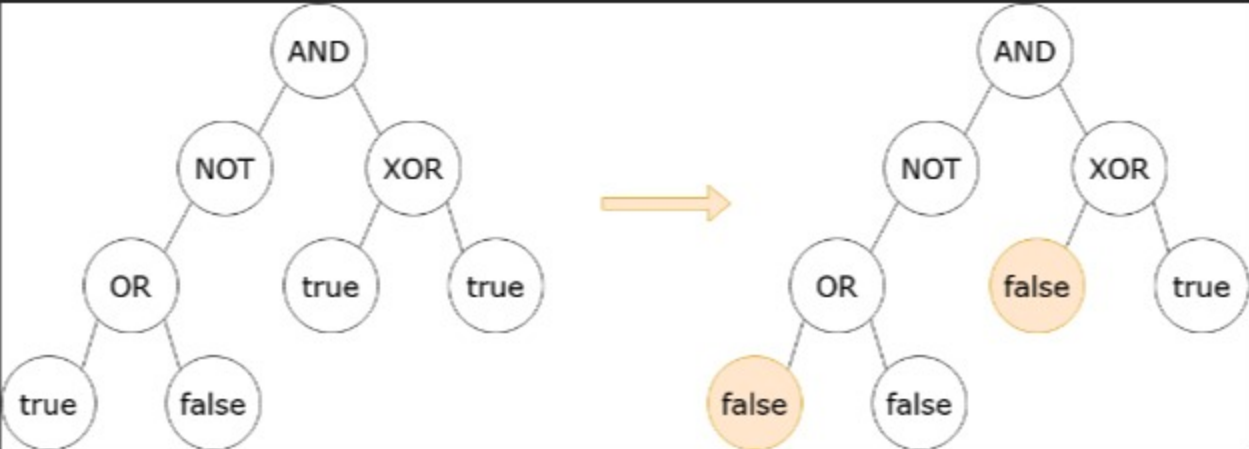 AND
NOT
XOR
OR
true
true
true
false
AND
NOT
XOR
OR
false
true
false
false